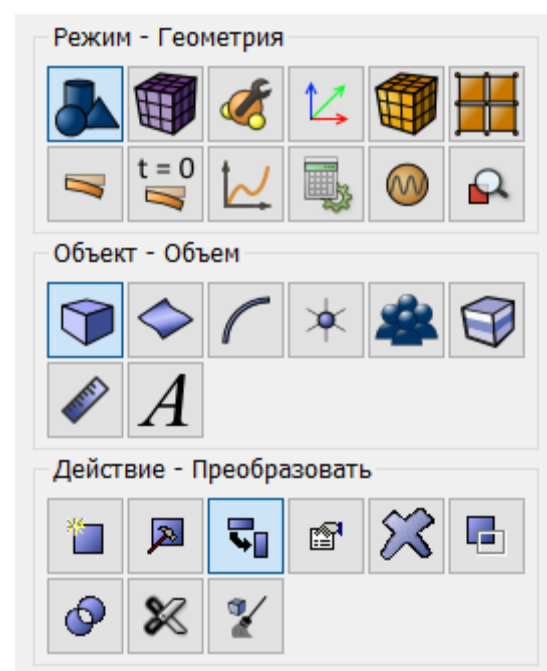 Режим - Геометрия
t = 0
Объект - Объем
A
Действие - Преобразовать